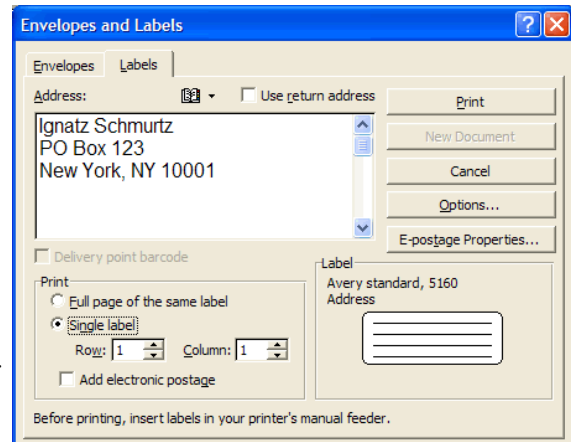 Envelopes and Labels
Envelopes Labels
Address: Use return address
Ignatz Schmurtz
PO Box 123
New York, NY 10001
Print
New Document
Cancel
Options...
E-postage Properties...
Delivery point barcode
Print
Full page of the same label
Single label
Row: 1 Column: 1
Add electronic postage
Label
Avery standard, 5160
Address
Before printing, insert labels in your printer's manual feeder.